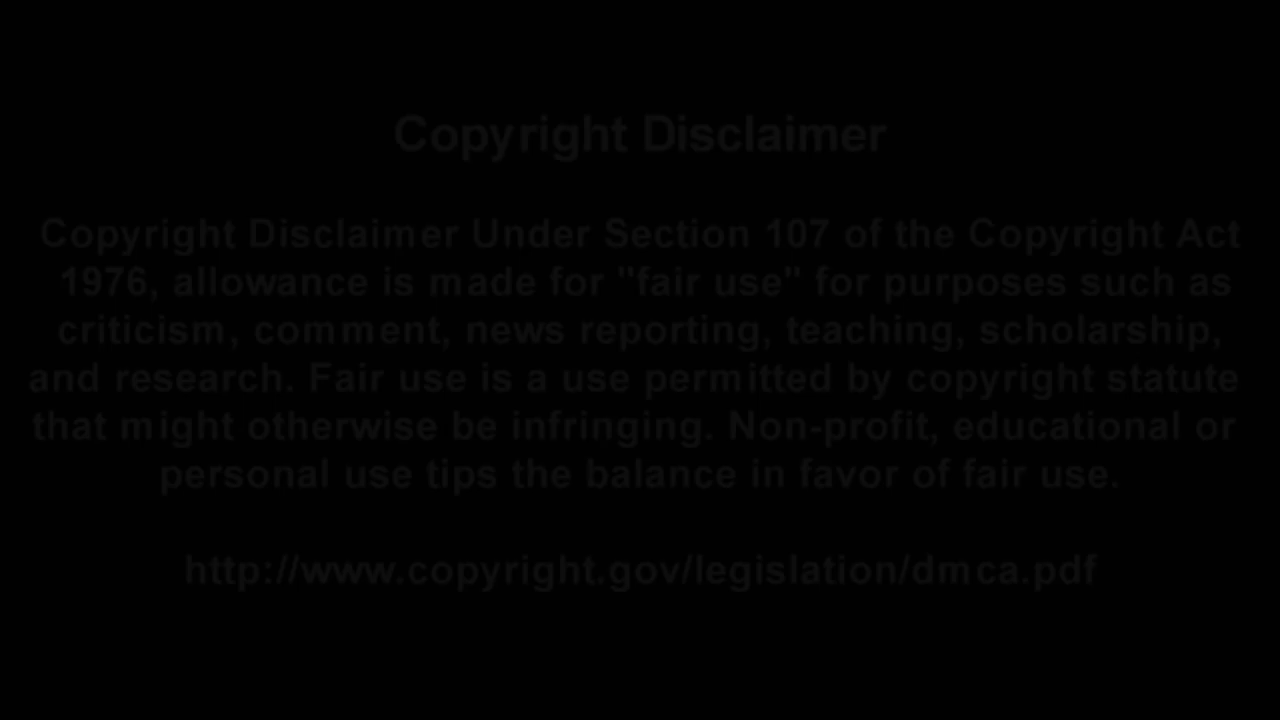 Copyright Disclaimer
Copyright Disclaimer Under Section 107 of the Copyright Act
1976, allowance is made for "fair use" for purposes such as
criticism, comment, news reporting, teaching, scholarship,
and research. Fair use is a use permitted by copyright statute
that might otherwise be infringing. Non-profit, educational or
personal use tips the balance in favor of fair use.
http://www.copyright.gov/legislation/dmca.pdf